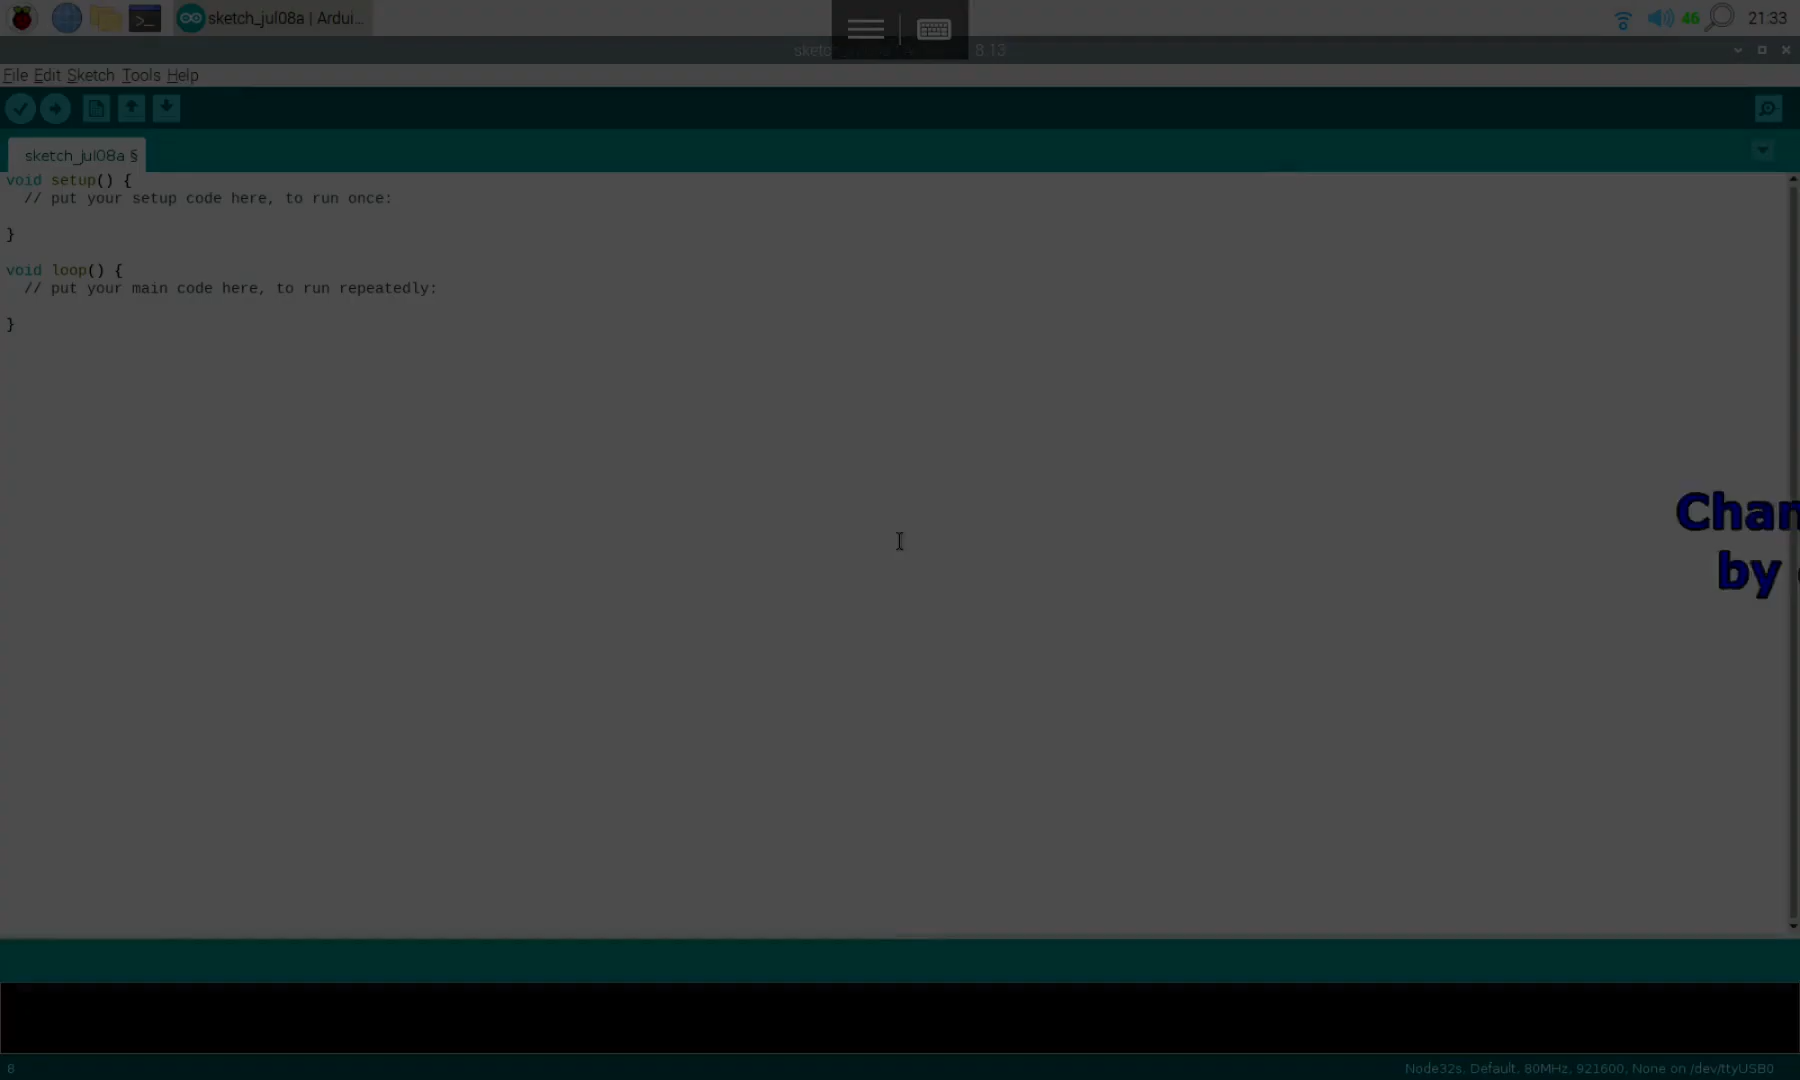 sketch_jul08a | Ardui...
46
21:33
sketc
8.13
File Edit Sketch Tools Help
sketch_jul08a §
void setup() {
  // put your setup code here, to run once:
}
void loop() {
  // put your main code here, to run repeatedly:
}
Chan
by
8
Node32s, Default, 80MHz, 921600, None on /dev/ttyUSB0